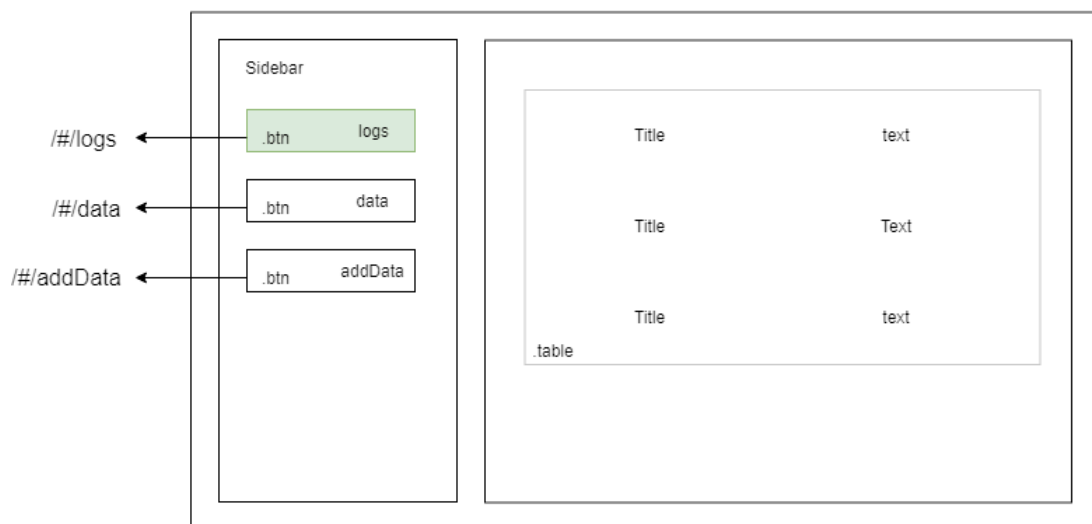 Sidebar
/#/logs
.btn
logs
/#/data
.btn
data
/#/addData
.btn
addData
Title
text
Title
Text
Title
text
.table